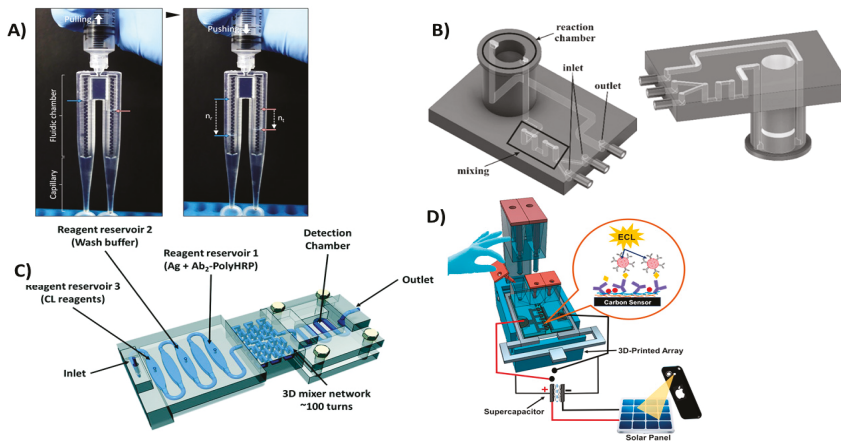 A)
Pulling
Pushing
Fluidic chamber
Capillary
nr
nt
B)
reaction
chamber
inlet
outlet
mixing
Reagent reservoir 2
(Wash buffer)
Reagent reservoir 1
(Ag + Ab2-PolyHRP)
Detection
Chamber
C)
Reagent reservoir 3
(CL reagents)
Outlet
Inlet
3D mixer network
~100 turns
D)
ECL
Carbon Sensor
3D-Printed Array
+
-
Supercapacitor
Solar Panel